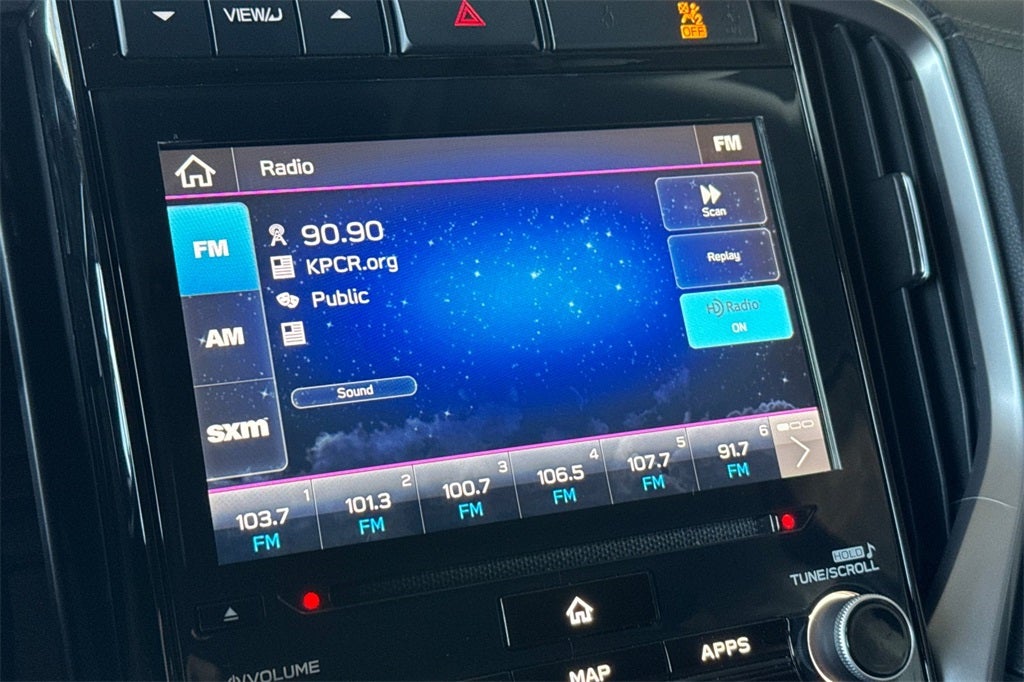 VIEW
OFF
Radio
FM
FM
AM
sxm
90.90
KPCR.org
Public
Sound
Scan
Replay
HD Radio
ON
1
103.7
FM
2
101.3
FM
3
100.7
FM
4
106.5
FM
5
107.7
FM
6
91.7
FM
HOLD
TUNE/SCROLL
VOLUME
MAP
APPS